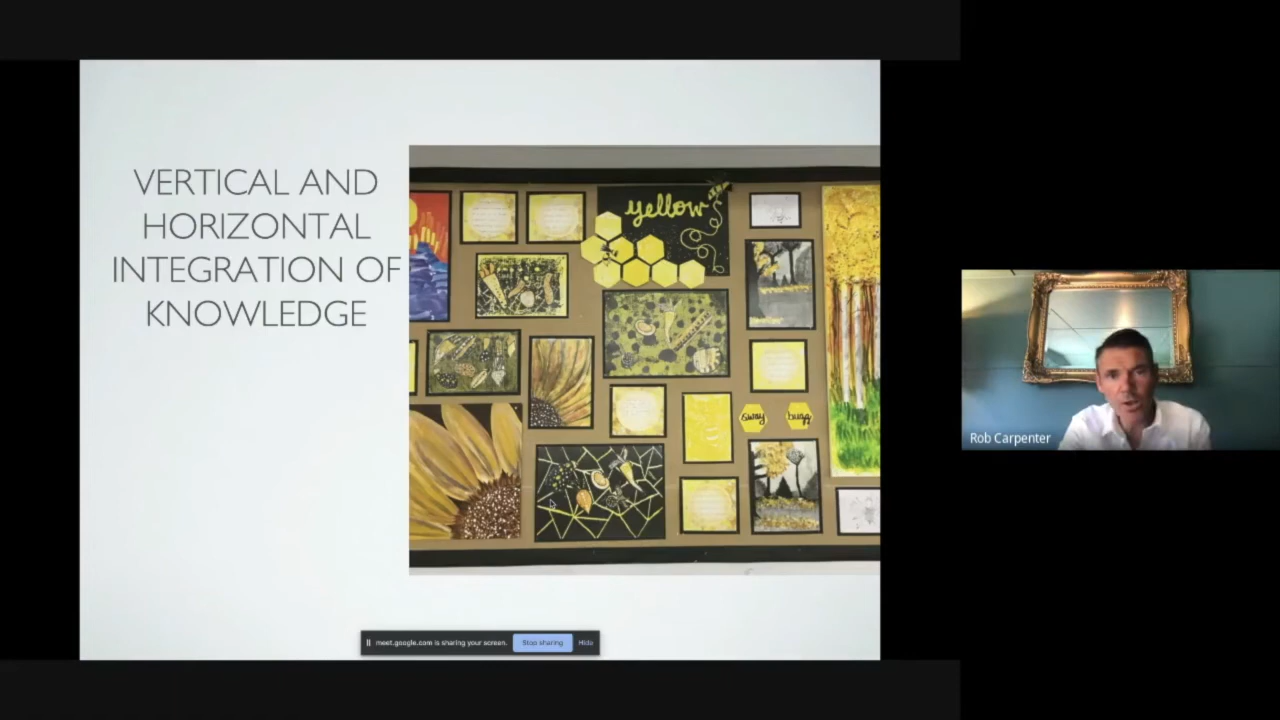 VERTICAL AND
HORIZONTAL
INTEGRATION OF
KNOWLEDGE
yellow
sway
buzz
meet.google.com is sharing your screen.
Stop sharing
Hide
Rob Carpenter